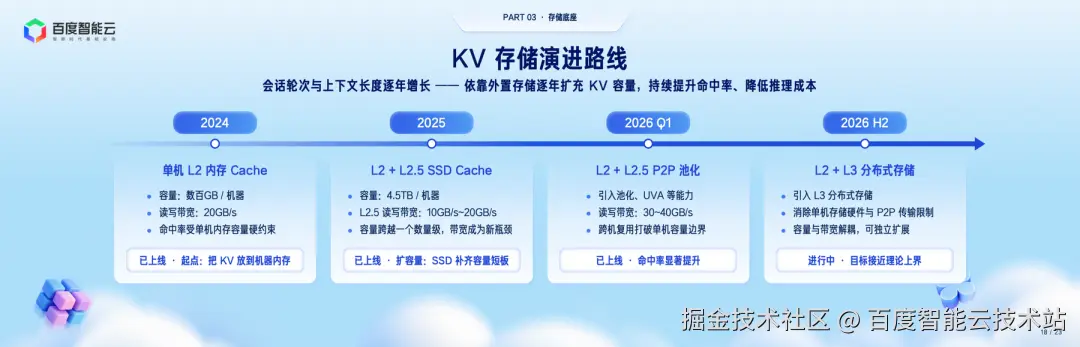 百度智能云
PART 03 · 存储底座
KV 存储演进路线
会话轮次与上下文长度逐年增长 —— 依靠外置存储逐年扩充 KV 容量，持续提升命中率、降低推理成本
2024
单机 L2 内存 Cache
容量：数百GB / 机器
读写带宽：20GB/s
命中率受单机内存容量硬约束
已上线 · 起点：把 KV 放到机器内存
2025
L2 + L2.5 SSD Cache
容量：4.5TB / 机器
L2.5 读写带宽：10GB/s~20GB/s
容量跨越一个数量级，带宽成为新瓶颈
已上线 · 扩容量：SSD 补齐容量短板
2026 Q1
L2 + L2.5 P2P 池化
引入池化、UVA 等能力
读写带宽：30~40GB/s
跨机复用打破单机容量边界
已上线 · 命中率显著提升
2026 H2
L2 + L3 分布式存储
引入 L3 分布式存储
消除单机存储硬件与 P2P 传输限制
容量与带宽解耦，可独立扩展
进行中 · 目标接近理论上界
掘金技术社区 @ 百度智能云技术站
18 / 23